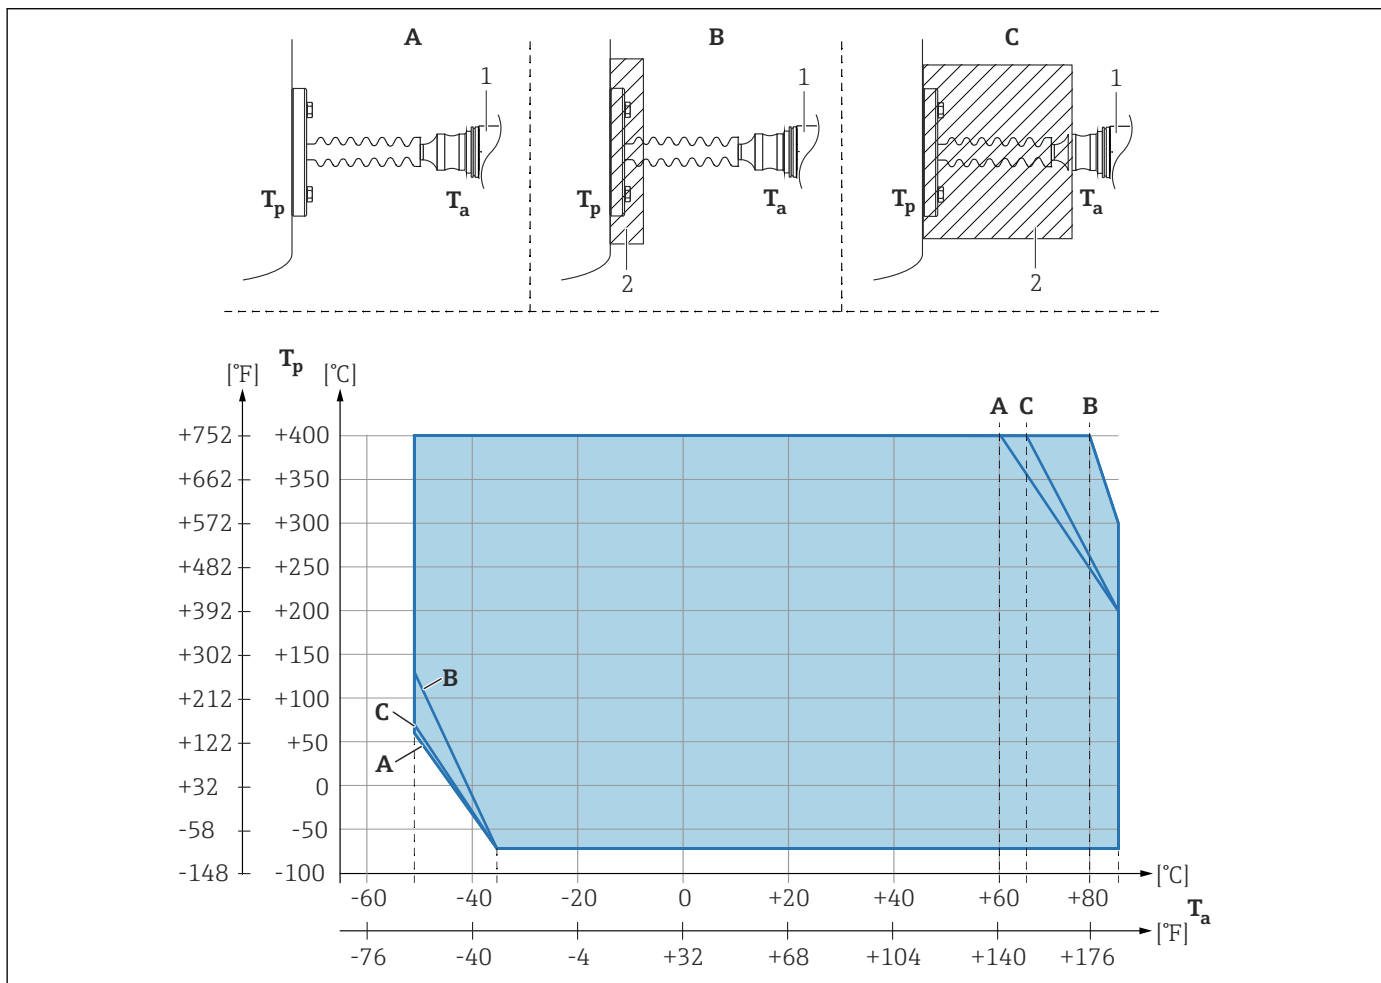 A B C
1 1 1
Tp Ta Tp Ta Tp Ta
2 2
[°F] Tp [°C]
A C B
+752 +400
+662 +350
+572 +300
+482 +250
+392 +200
+302 +150
B
+212 +100
C
+122 +50
A
+32 0
-58 -50
-148 -100
[°C]
-60 -40 -20 0 +20 +40 +60 +80
Ta
[°F]
-76 -40 -4 +32 +68 +104 +140 +176